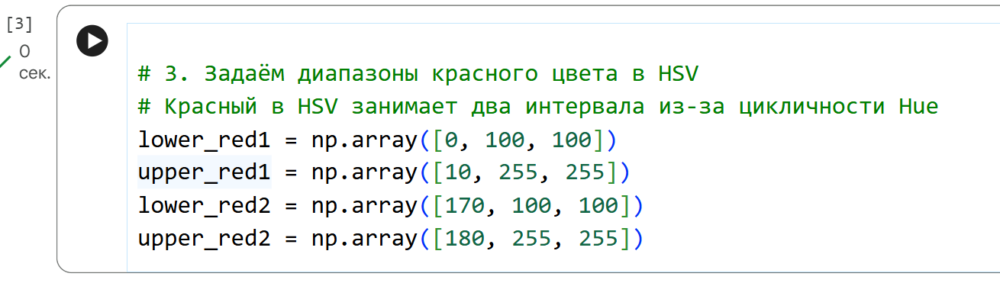 [3]
0
сек.
# 3. Задаём диапазоны красного цвета в HSV
# Красный в HSV занимает два интервала из-за цикличности Hue
lower_red1 = np.array([0, 100, 100])
upper_red1 = np.array([10, 255, 255])
lower_red2 = np.array([170, 100, 100])
upper_red2 = np.array([180, 255, 255])